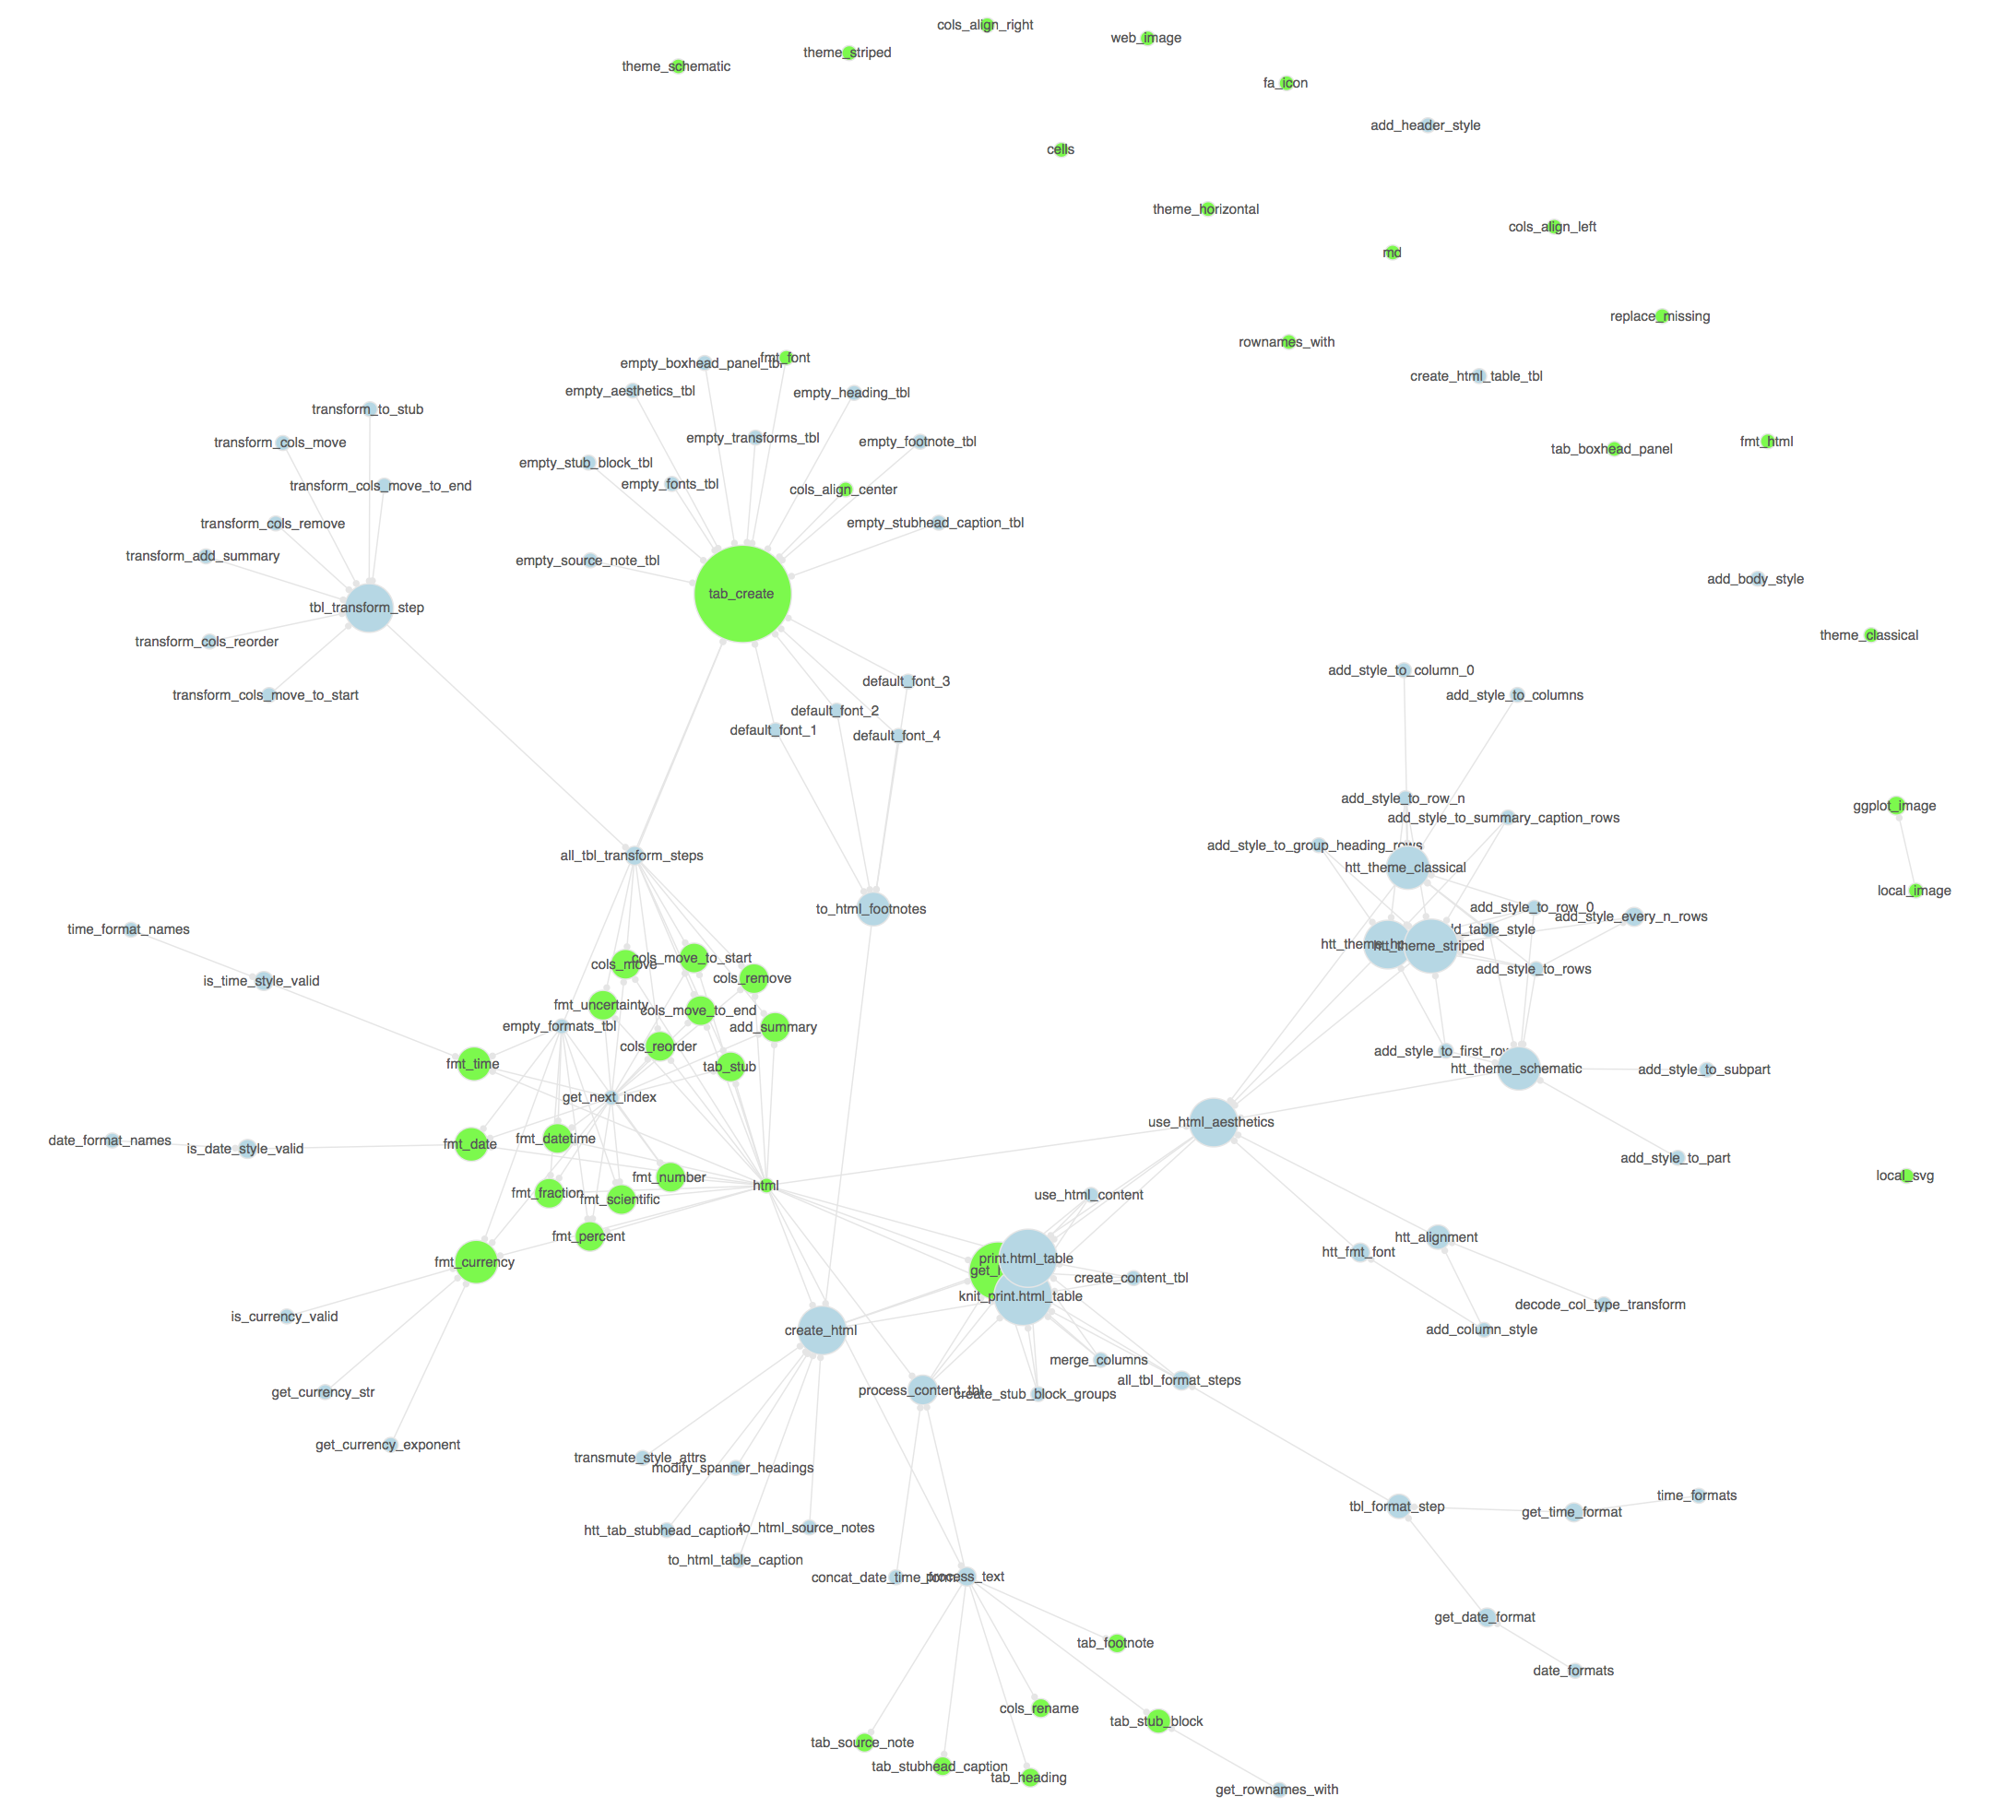 cols_align_right
web_image
theme_striped
theme_schematic
fa_icon
add_header_style
cells
theme_horizontal
cols_align_left
rnd
replace_missing
rownames_with
fmt_font
empty_boxhead_panel_tbl
create_html_table_tbl
empty_aesthetics_tbl
empty_heading_tbl
transform_to_stub
empty_transforms_tbl
empty_footnote_tbl
transform_cols_move
fmt_html
tab_boxhead_panel
empty_stub_block_tbl
empty_fonts_tbl
transform_cols_move_to_end
cols_align_center
transform_cols_remove
empty_stubhead_caption_tbl
transform_add_summary
empty_source_note_tbl
add_body_style
tab_create
tbl_transform_step
theme_classical
transform_cols_reorder
add_style_to_column_0
default_font_3
transform_cols_move_to_start
add_style_to_columns
default_font_2
default_font_1
default_font_4
add_style_to_row_n
ggplot_image
add_style_to_summary_caption_rows
add_style_to_group_heading_rows
all_tbl_transform_steps
htt_theme_classical
local_image
to_html_footnotes
add_style_to_row_0
add_style_every_n_rows
time_format_names
htt_theme_striped
cols_move_to_start
cols_move
add_style_to_rows
cols_remove
is_time_style_valid
fmt_uncertainty
cols_move_to_end
empty_formats_tbl
add_summary
cols_reorder
add_style_to_first_row
fmt_time
tab_stub
htt_theme_schematic
add_style_to_subpart
get_next_index
use_html_aesthetics
date_format_names
fmt_datetime
fmt_date
is_date_style_valid
add_style_to_part
fmt_number
local_svg
html
fmt_fraction
fmt_scientific
use_html_content
fmt_percent
htt_alignment
htt_fmt_font
print.html_table
fmt_currency
create_content_tbl
knit_print.html_table
decode_col_type_transform
is_currency_valid
create_html
add_column_style
merge_columns
all_tbl_format_steps
process_content_tbl
create_stub_block_groups
get_currency_str
get_currency_exponent
transmute_style_attrs
modify_spanner_headings
time_formats
tbl_format_step
get_time_format
htt_tab_stubhead_caption
to_html_source_notes
to_html_table_caption
concat_date_time_form
process_text
get_date_format
tab_footnote
date_formats
cols_rename
tab_stub_block
tab_source_note
tab_stubhead_caption
tab_heading
get_rownames_with